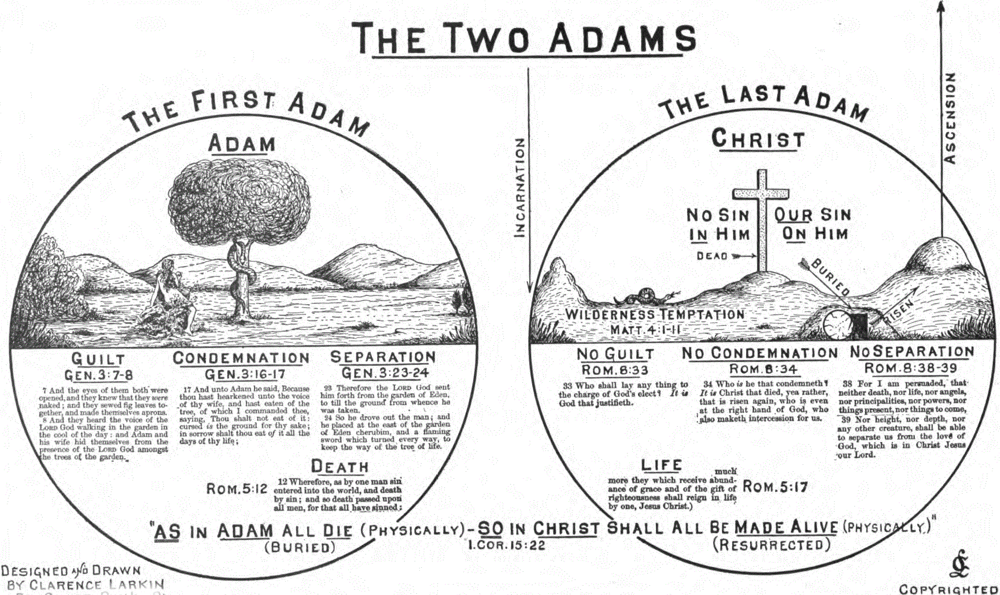 THE TWO ADAMS
THE FIRST ADAM
ADAM
INCARNATION
THE LAST ADAM
CHRIST
ASCENSION
NO SIN
IN HIM
OUR SIN
ON HIM
DEAD
BURIED
RISEN
WILDERNESS TEMPTATION
MATT. 4:1-11
GUILT
GEN. 3:7-8
7 And the eyes of them both were
opened, and they knew that they were
naked; and they sewed fig leaves to-
gether, and made themselves aprons.
8 And they heard the voice of the
LORD God walking in the garden in
the cool of the day: and Adam and
his wife hid themselves from the
presence of the LORD God amongst
the trees of the garden.
CONDEMNATION
GEN. 3:16-17
17 And unto Adam he said, Because
thou hast hearkened unto the voice
of thy wife, and hast eaten of the
tree, of which I commanded thee,
saying, Thou shalt not eat of it:
cursed is the ground for thy sake;
in sorrow shalt thou eat of it all the
days of thy life;
SEPARATION
GEN. 3:23-24
23 Therefore the LORD God sent
him forth from the garden of Eden,
to till the ground from whence he
was taken.
24 So he drove out the man; and
he placed at the east of the garden
of Eden cherubim, and a flaming
sword which turned every way, to
keep the way of the tree of life.
DEATH
ROM. 5:12
12 Wherefore, as by one man sin
entered into the world, and death
by sin; and so death passed upon
all men, for that all have sinned:
NO GUILT
ROM. 8:33
33 Who shall lay any thing to
the charge of God's elect? It is
God that justifieth.
NO CONDEMNATION
ROM. 8:34
34 Who is he that condemneth?
It is Christ that died, yea rather,
that is risen again, who is even
at the right hand of God, who
also maketh intercession for us.
NO SEPARATION
ROM. 8:38-39
38 For I am persuaded, that
neither death, nor life, nor angels,
nor principalities, nor powers, nor
things present, nor things to come,
39 Nor height, nor depth, nor
any other creature, shall be able
to separate us from the love of
God, which is in Christ Jesus
our Lord.
LIFE
much
more they which receive abund-
ance of grace and of the gift of
righteousness shall reign in life
by one, Jesus Christ.)
ROM. 5:17
"AS IN ADAM ALL DIE (PHYSICALLY) - SO IN CHRIST SHALL ALL BE MADE ALIVE (PHYSICALLY)"
(BURIED)
1. COR. 15:22
(RESURRECTED)
DESIGNED AND DRAWN
BY CLARENCE LARKIN
COPYRIGHTED